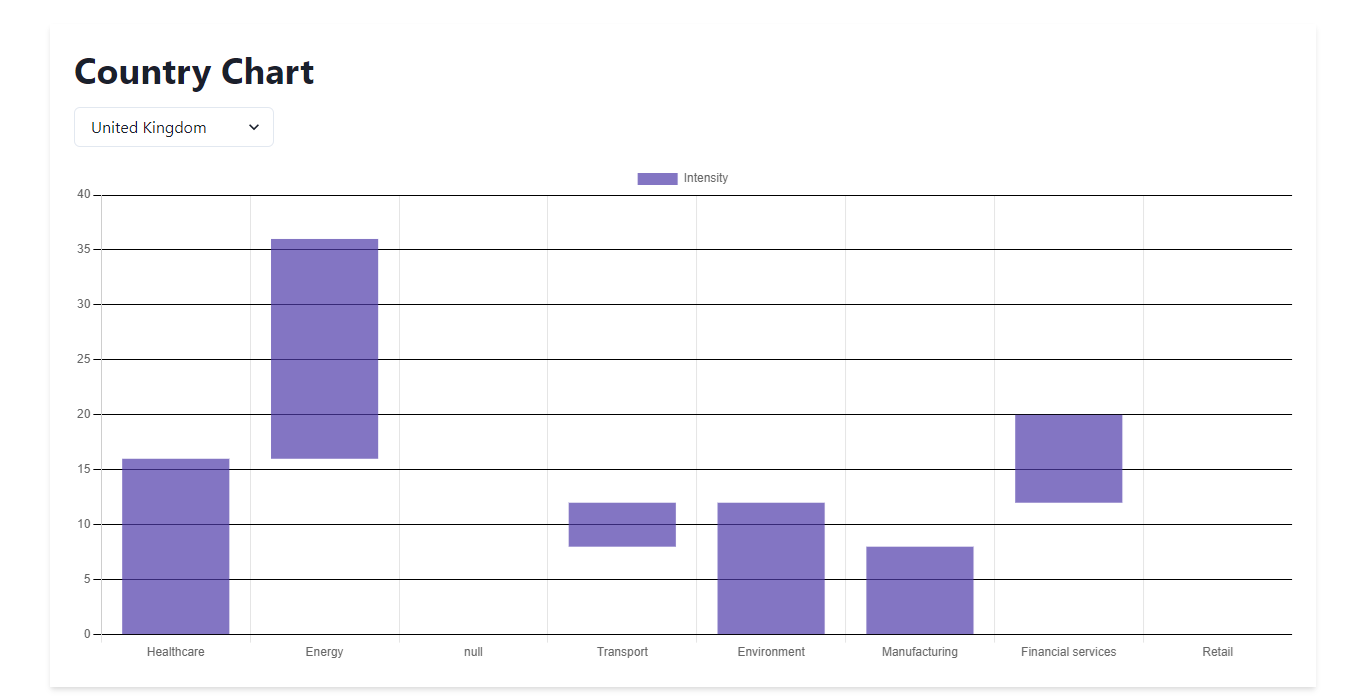 Country Chart
United Kingdom
Intensity
40
35
30
25
20
15
10
5
0
Healthcare Energy null Transport Environment Manufacturing Financial services Retail